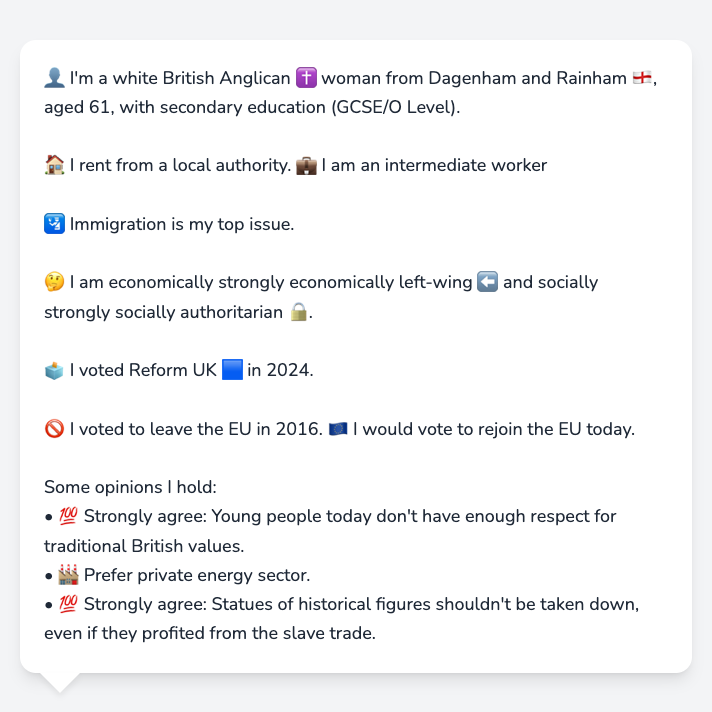 👤 I'm a white British Anglican ✝️ woman from Dagenham and Rainham 🏴󠁧󠁢󠁥󠁮󠁧󠁿,
aged 61, with secondary education (GCSE/O Level).
🏠 I rent from a local authority. 💼 I am an intermediate worker
🛂 Immigration is my top issue.
🤔 I am economically strongly economically left-wing ⬅️ and socially
strongly socially authoritarian 🔒.
🗳️ I voted Reform UK 🟦 in 2024.
🚫 I voted to leave the EU in 2016. 🇪🇺 I would vote to rejoin the EU today.
Some opinions I hold:
• 💯 Strongly agree: Young people today don't have enough respect for
traditional British values.
• 🏭 Prefer private energy sector.
• 💯 Strongly agree: Statues of historical figures shouldn't be taken down,
even if they profited from the slave trade.